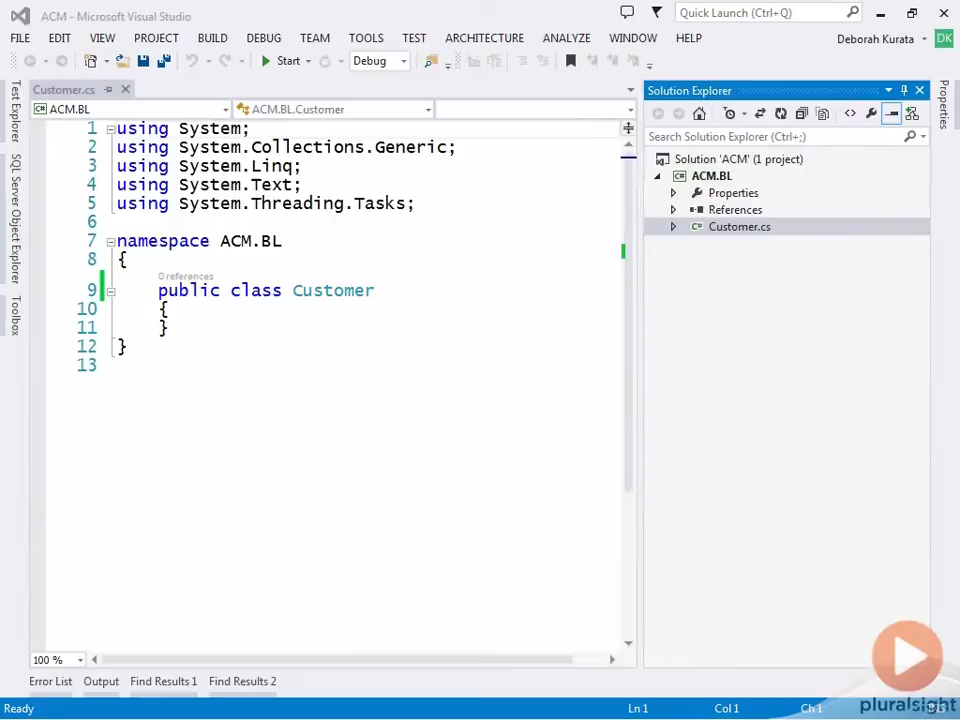 ACM - Microsoft Visual Studio
Quick Launch (Ctrl+Q)
FILE EDIT VIEW PROJECT BUILD DEBUG TEAM TOOLS TEST ARCHITECTURE ANALYZE WINDOW HELP
Deborah Kurata DK
Start Debug
Test Explorer
SQL Server Object Explorer
Toolbox
Customer.cs
ACM.BL ACM.BL.Customer
1 using System;
2 using System.Collections.Generic;
3 using System.Linq;
4 using System.Text;
5 using System.Threading.Tasks;
6
7 namespace ACM.BL
8 {
0 references
9 public class Customer
10 {
11 }
12 }
13
100 %
Error List Output Find Results 1 Find Results 2
Solution Explorer
Search Solution Explorer (Ctrl+;)
Solution 'ACM' (1 project)
ACM.BL
Properties
References
Customer.cs
Properties
Ready Ln 1 Col 1 Ch 1
pluralsight